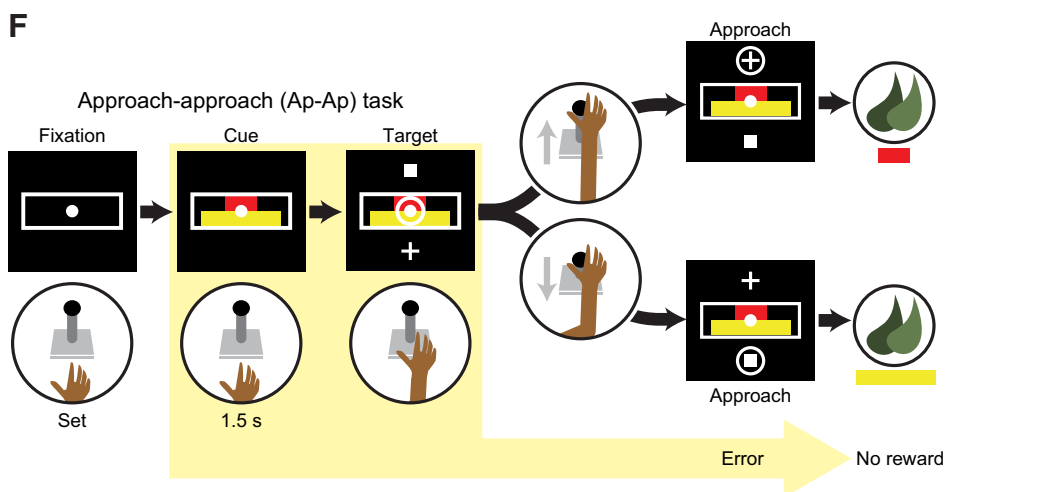 F
Approach-approach (Ap-Ap) task
Fixation
Cue
Target
Approach
Set
1.5 s
Approach
Error
No reward